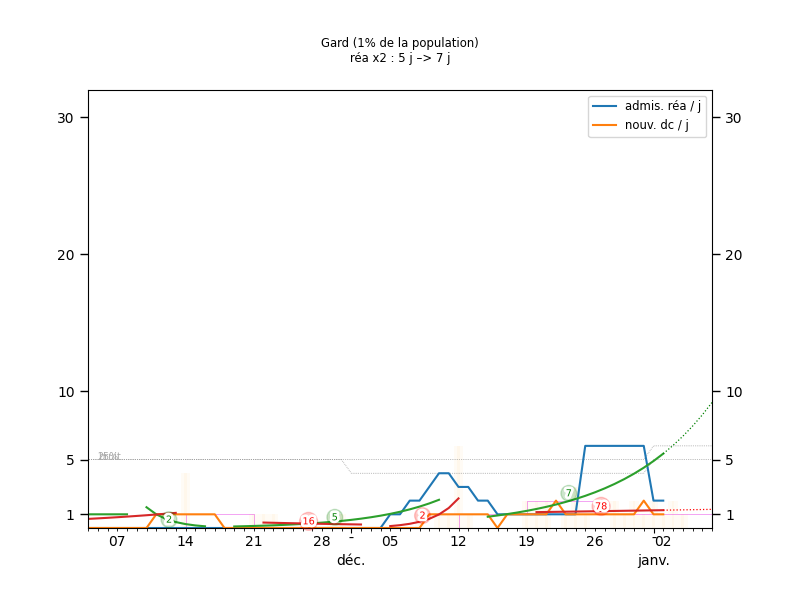 Gard (1% de la population)
réa x2 : 5 j –> 7 j
admis. réa / j
nouv. dc / j
30 30
20 20
10 10
5 5
1 1
2 16 5 2 7 78
07 14 21 28 - 05 12 19 26 -02
déc. janv.